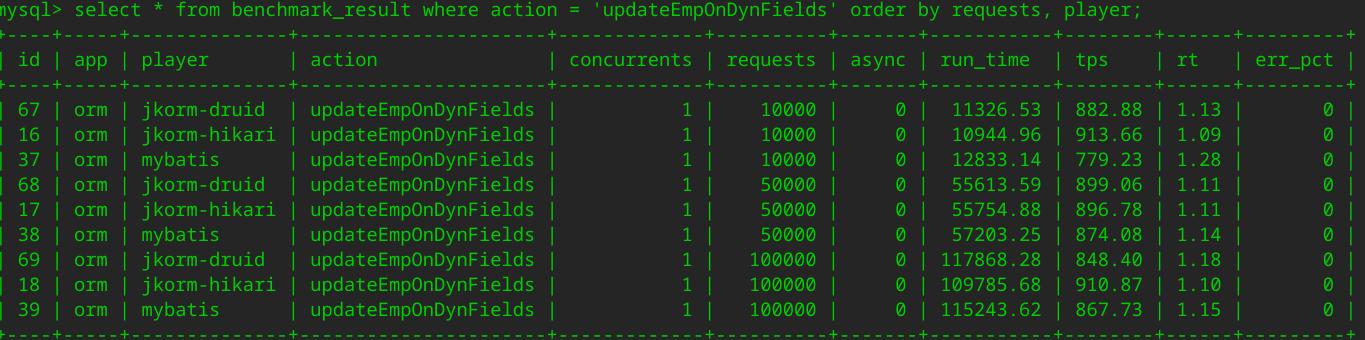 mysql> select * from benchmark_result where action = 'updateEmpOnDynFields' order by requests, player;
+----+-----+--------------+----------------------+-------------+----------+-------+-----------+--------+------+---------+
| id | app | player       | action               | concurrents | requests | async | run_time  | tps    | rt   | err_pct |
+----+-----+--------------+----------------------+-------------+----------+-------+-----------+--------+------+---------+
| 67 | orm | jkorm-druid  | updateEmpOnDynFields |           1 |    10000 |     0 |  11326.53 | 882.88 | 1.13 |       0 |
| 16 | orm | jkorm-hikari | updateEmpOnDynFields |           1 |    10000 |     0 |  10944.96 | 913.66 | 1.09 |       0 |
| 37 | orm | mybatis      | updateEmpOnDynFields |           1 |    10000 |     0 |  12833.14 | 779.23 | 1.28 |       0 |
| 68 | orm | jkorm-druid  | updateEmpOnDynFields |           1 |    50000 |     0 |  55613.59 | 899.06 | 1.11 |       0 |
| 17 | orm | jkorm-hikari | updateEmpOnDynFields |           1 |    50000 |     0 |  55754.88 | 896.78 | 1.11 |       0 |
| 38 | orm | mybatis      | updateEmpOnDynFields |           1 |    50000 |     0 |  57203.25 | 874.08 | 1.14 |       0 |
| 69 | orm | jkorm-druid  | updateEmpOnDynFields |           1 |   100000 |     0 | 117868.28 | 848.40 | 1.18 |       0 |
| 18 | orm | jkorm-hikari | updateEmpOnDynFields |           1 |   100000 |     0 | 109785.68 | 910.87 | 1.10 |       0 |
| 39 | orm | mybatis      | updateEmpOnDynFields |           1 |   100000 |     0 | 115243.62 | 867.73 | 1.15 |       0 |
+----+-----+--------------+----------------------+-------------+----------+-------+-----------+--------+------+---------+